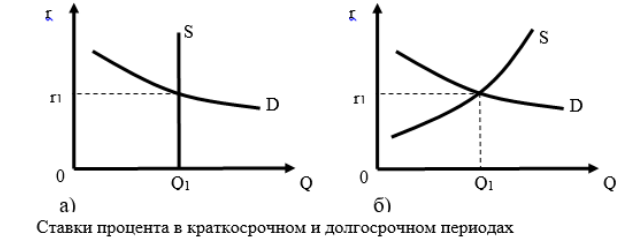 r
S
D
r1
0
Q1
Q
а)
r
S
D
r1
0
Q1
Q
б)
Ставки процента в краткосрочном и долгосрочном периодах